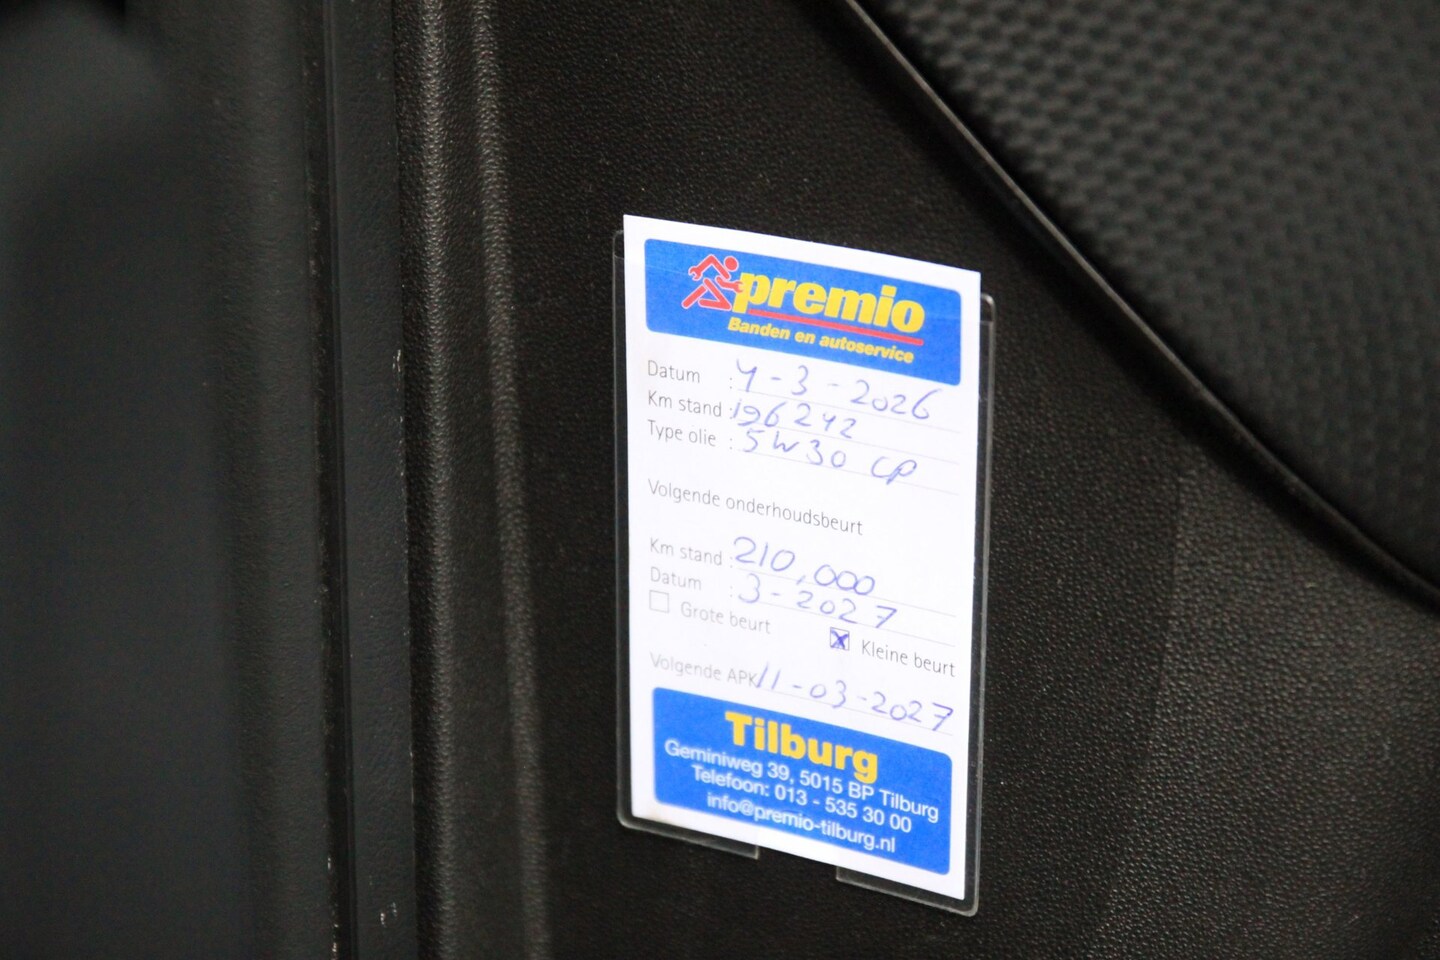 premio
Banden en autoservice
Datum : 4-3-2026
Km stand : 196242
Type olie : 5W30 CP
Volgende onderhoudsbeurt
Km stand : 210,000
Datum : 3-2027
Grote beurt Kleine beurt
Volgende APK 11-03-2027
Tilburg
Geminiweg 39, 5015 BP Tilburg
Telefoon: 013 - 535 30 00
info@premio-tilburg.nl